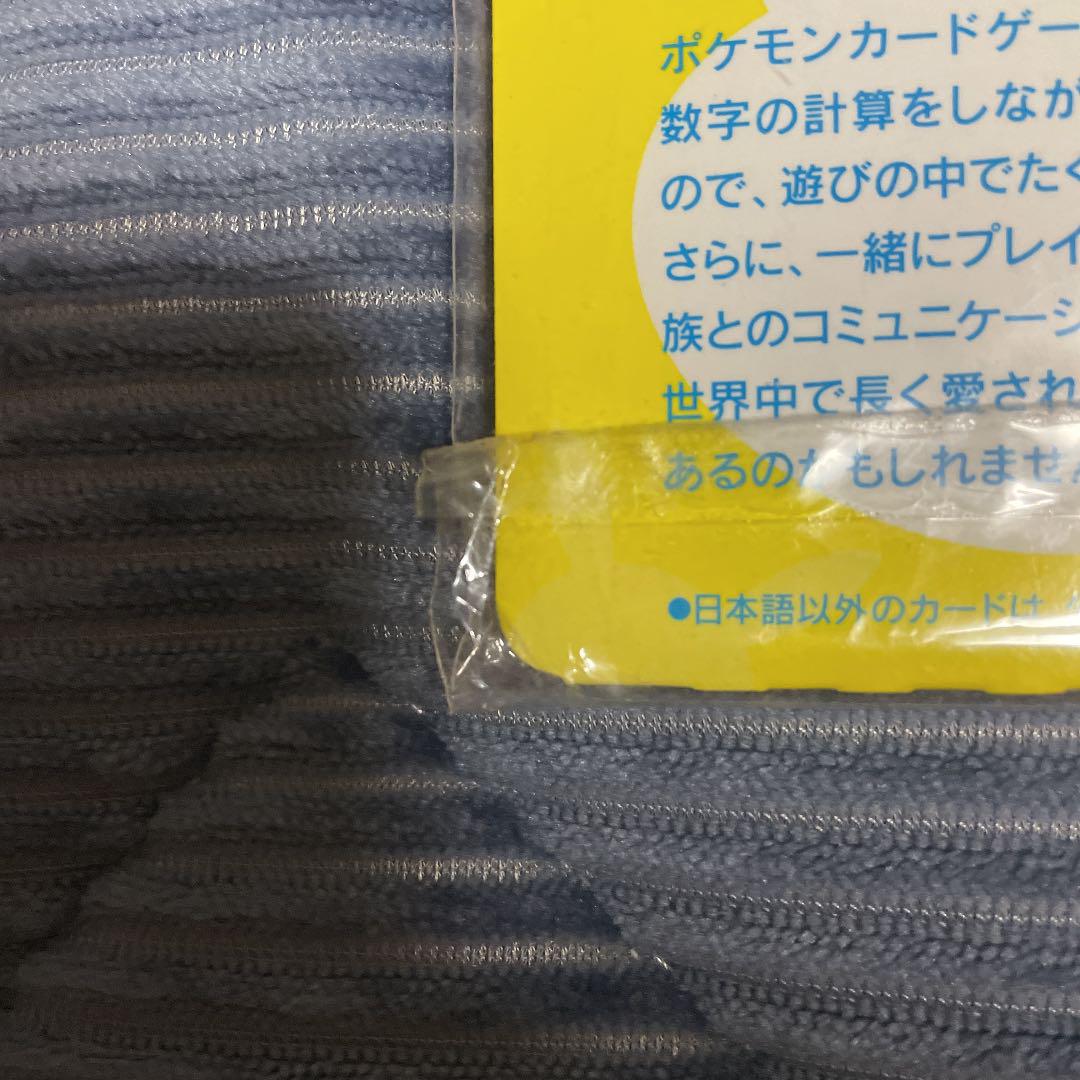 ポケモンカードゲー
数字の計算をしなが
ので、遊びの中でたく
さらに、一緒にプレイ
族とのコミュニケーシ
世界中で長く愛され
あるのかもしれませ
●日本語以外のカードは